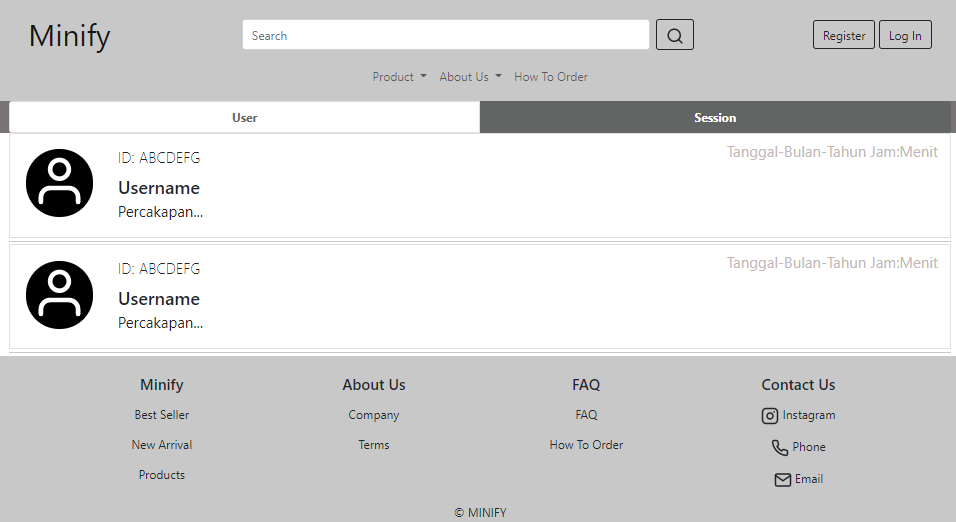 Minify
Search
Register Log In
Product About Us How To Order
User Session
ID: ABCDEFG
Tanggal-Bulan-Tahun Jam:Menit
Username
Percakapan...
ID: ABCDEFG
Tanggal-Bulan-Tahun Jam:Menit
Username
Percakapan...
Minify About Us FAQ Contact Us
Best Seller Company FAQ Instagram
New Arrival Terms How To Order Phone
Products Email
© MINIFY